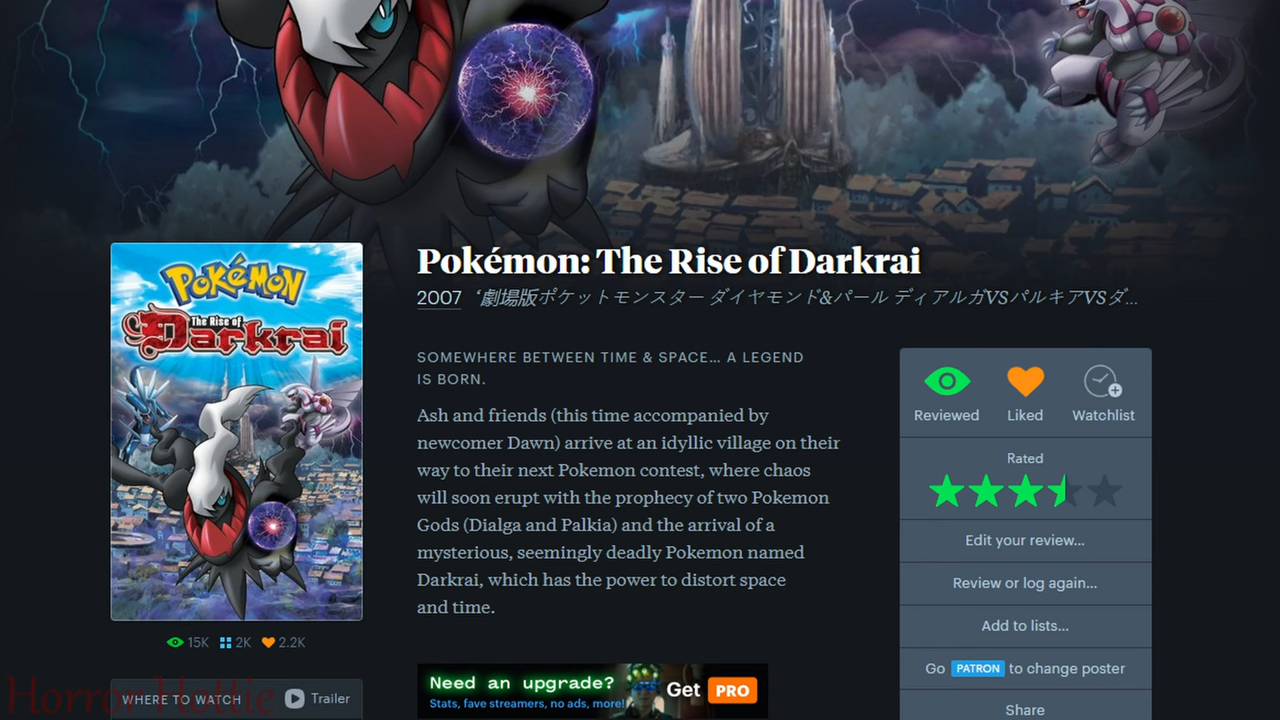 Pokémon: The Rise of Darkrai
2007 ‘劇場版ポケットモンスター ダイヤモンド&パール ディアルガVSパルキアVSダ…
POKéMON
The Rise of
Darkrai
SOMEWHERE BETWEEN TIME & SPACE… A LEGEND
IS BORN.
Ash and friends (this time accompanied by
newcomer Dawn) arrive at an idyllic village on their
way to their next Pokemon contest, where chaos
will soon erupt with the prophecy of two Pokemon
Gods (Dialga and Palkia) and the arrival of a
mysterious, seemingly deadly Pokemon named
Darkrai, which has the power to distort space
and time.
Reviewed Liked Watchlist
Rated
Edit your review…
Review or log again…
Add to lists…
Go PATRON to change poster
Share
15K 2K 2.2K
WHERE TO WATCH Trailer
Need an upgrade?
Stats, fave streamers, no ads, more!
Get PRO
Horror Hottie